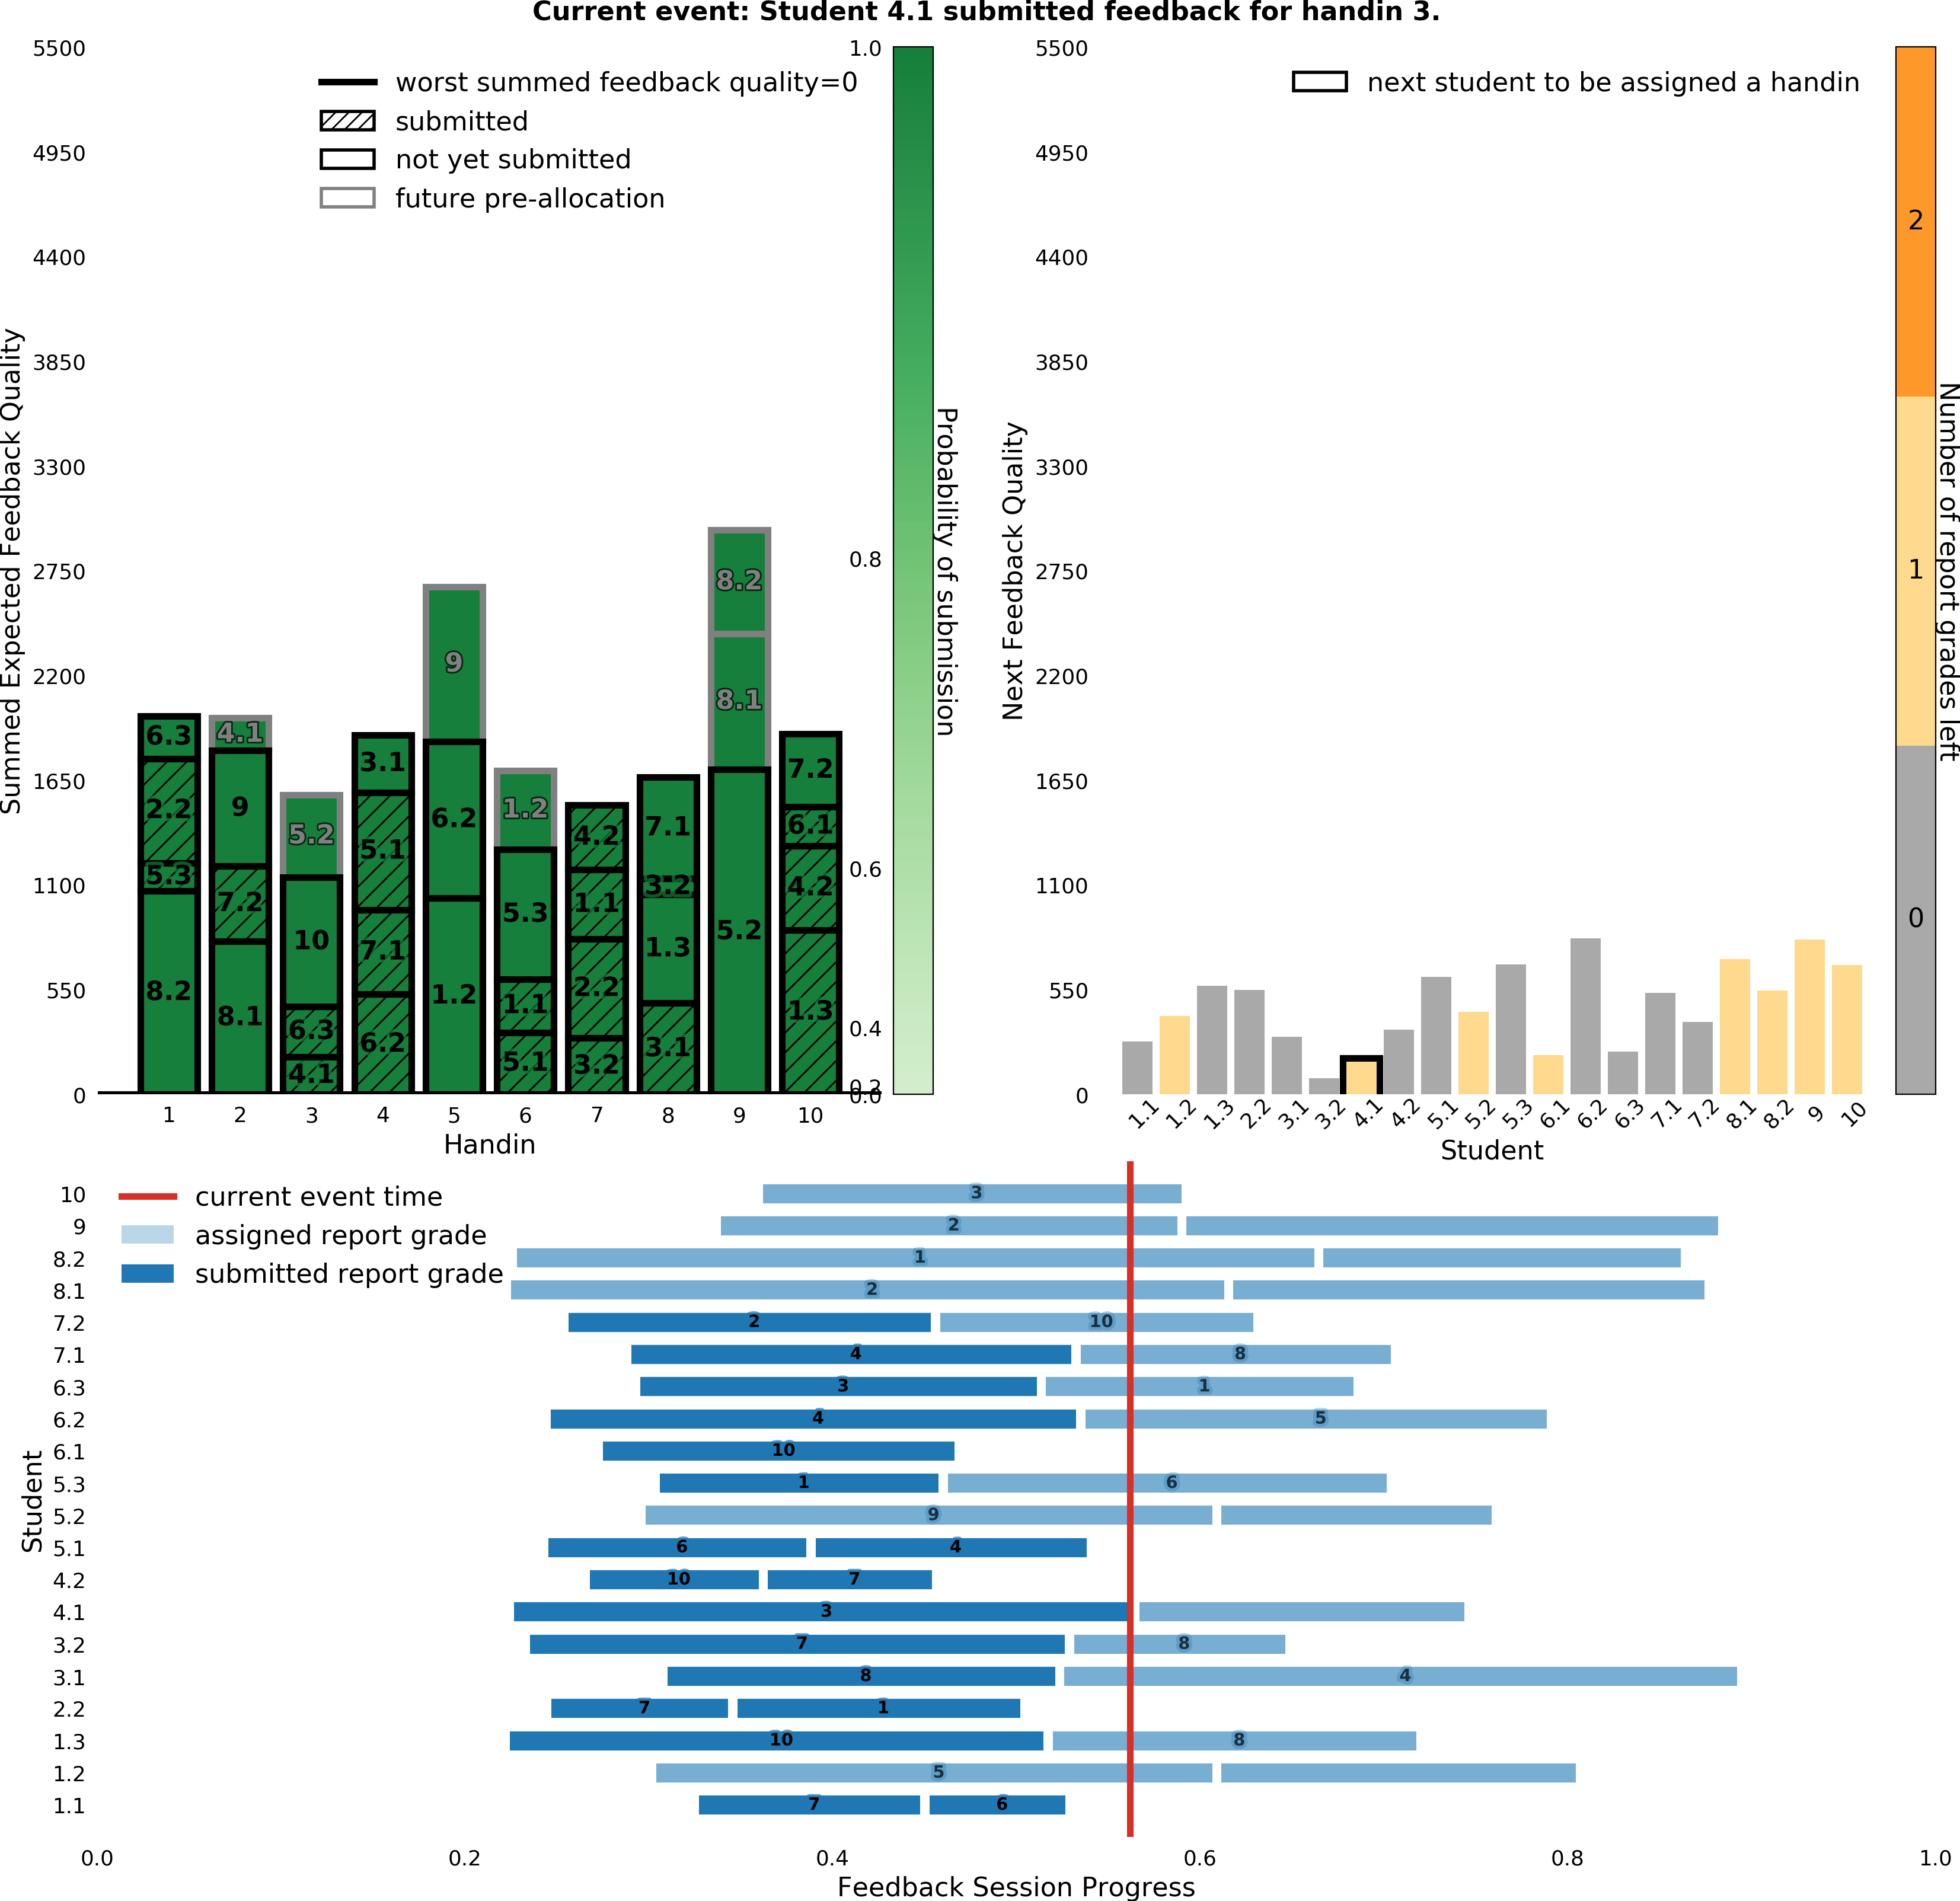 Current event: Student 4.1 submitted feedback for handin 3.
Summed Expected Feedback Quality
5500
4950
4400
3850
3300
2750
2200
1650
1100
550
0
worst summed feedback quality=0
submitted
not yet submitted
future pre-allocation
6.3
2.2
5.3
8.2
4.1
9
7.2
8.1
5.2
10
6.3
4.1
3.1
5.1
7.1
6.2
9
6.2
1.2
1.2
5.3
1.1
5.1
4.2
1.1
2.2
3.2
7.1
3.2
1.3
3.1
8.2
8.1
5.2
7.2
6.1
4.2
1.3
1 2 3 4 5 6 7 8 9 10
Handin
1.0
0.8
0.6
0.4
0.2
0.0
Probability of submission
Next Feedback Quality
5500
4950
4400
3850
3300
2750
2200
1650
1100
550
0
next student to be assigned a handin
1.1 1.2 1.3 2.2 3.1 3.2 4.1 4.2 5.1 5.2 5.3 6.1 6.2 6.3 7.1 7.2 8.1 8.2 9 10
Student
2
1
0
Number of report grades left
current event time
assigned report grade
submitted report grade
Student
10 3
9 2
8.2 1
8.1 2
7.2 2 10
7.1 4 8
6.3 3 1
6.2 4 5
6.1 10
5.3 1 6
5.2 9
5.1 6 4
4.2 10 7
4.1 3
3.2 7 8
3.1 8 4
2.2 7 1
1.3 10 8
1.2 5
1.1 7 6
0.0 0.2 0.4 0.6 0.8 1.0
Feedback Session Progress